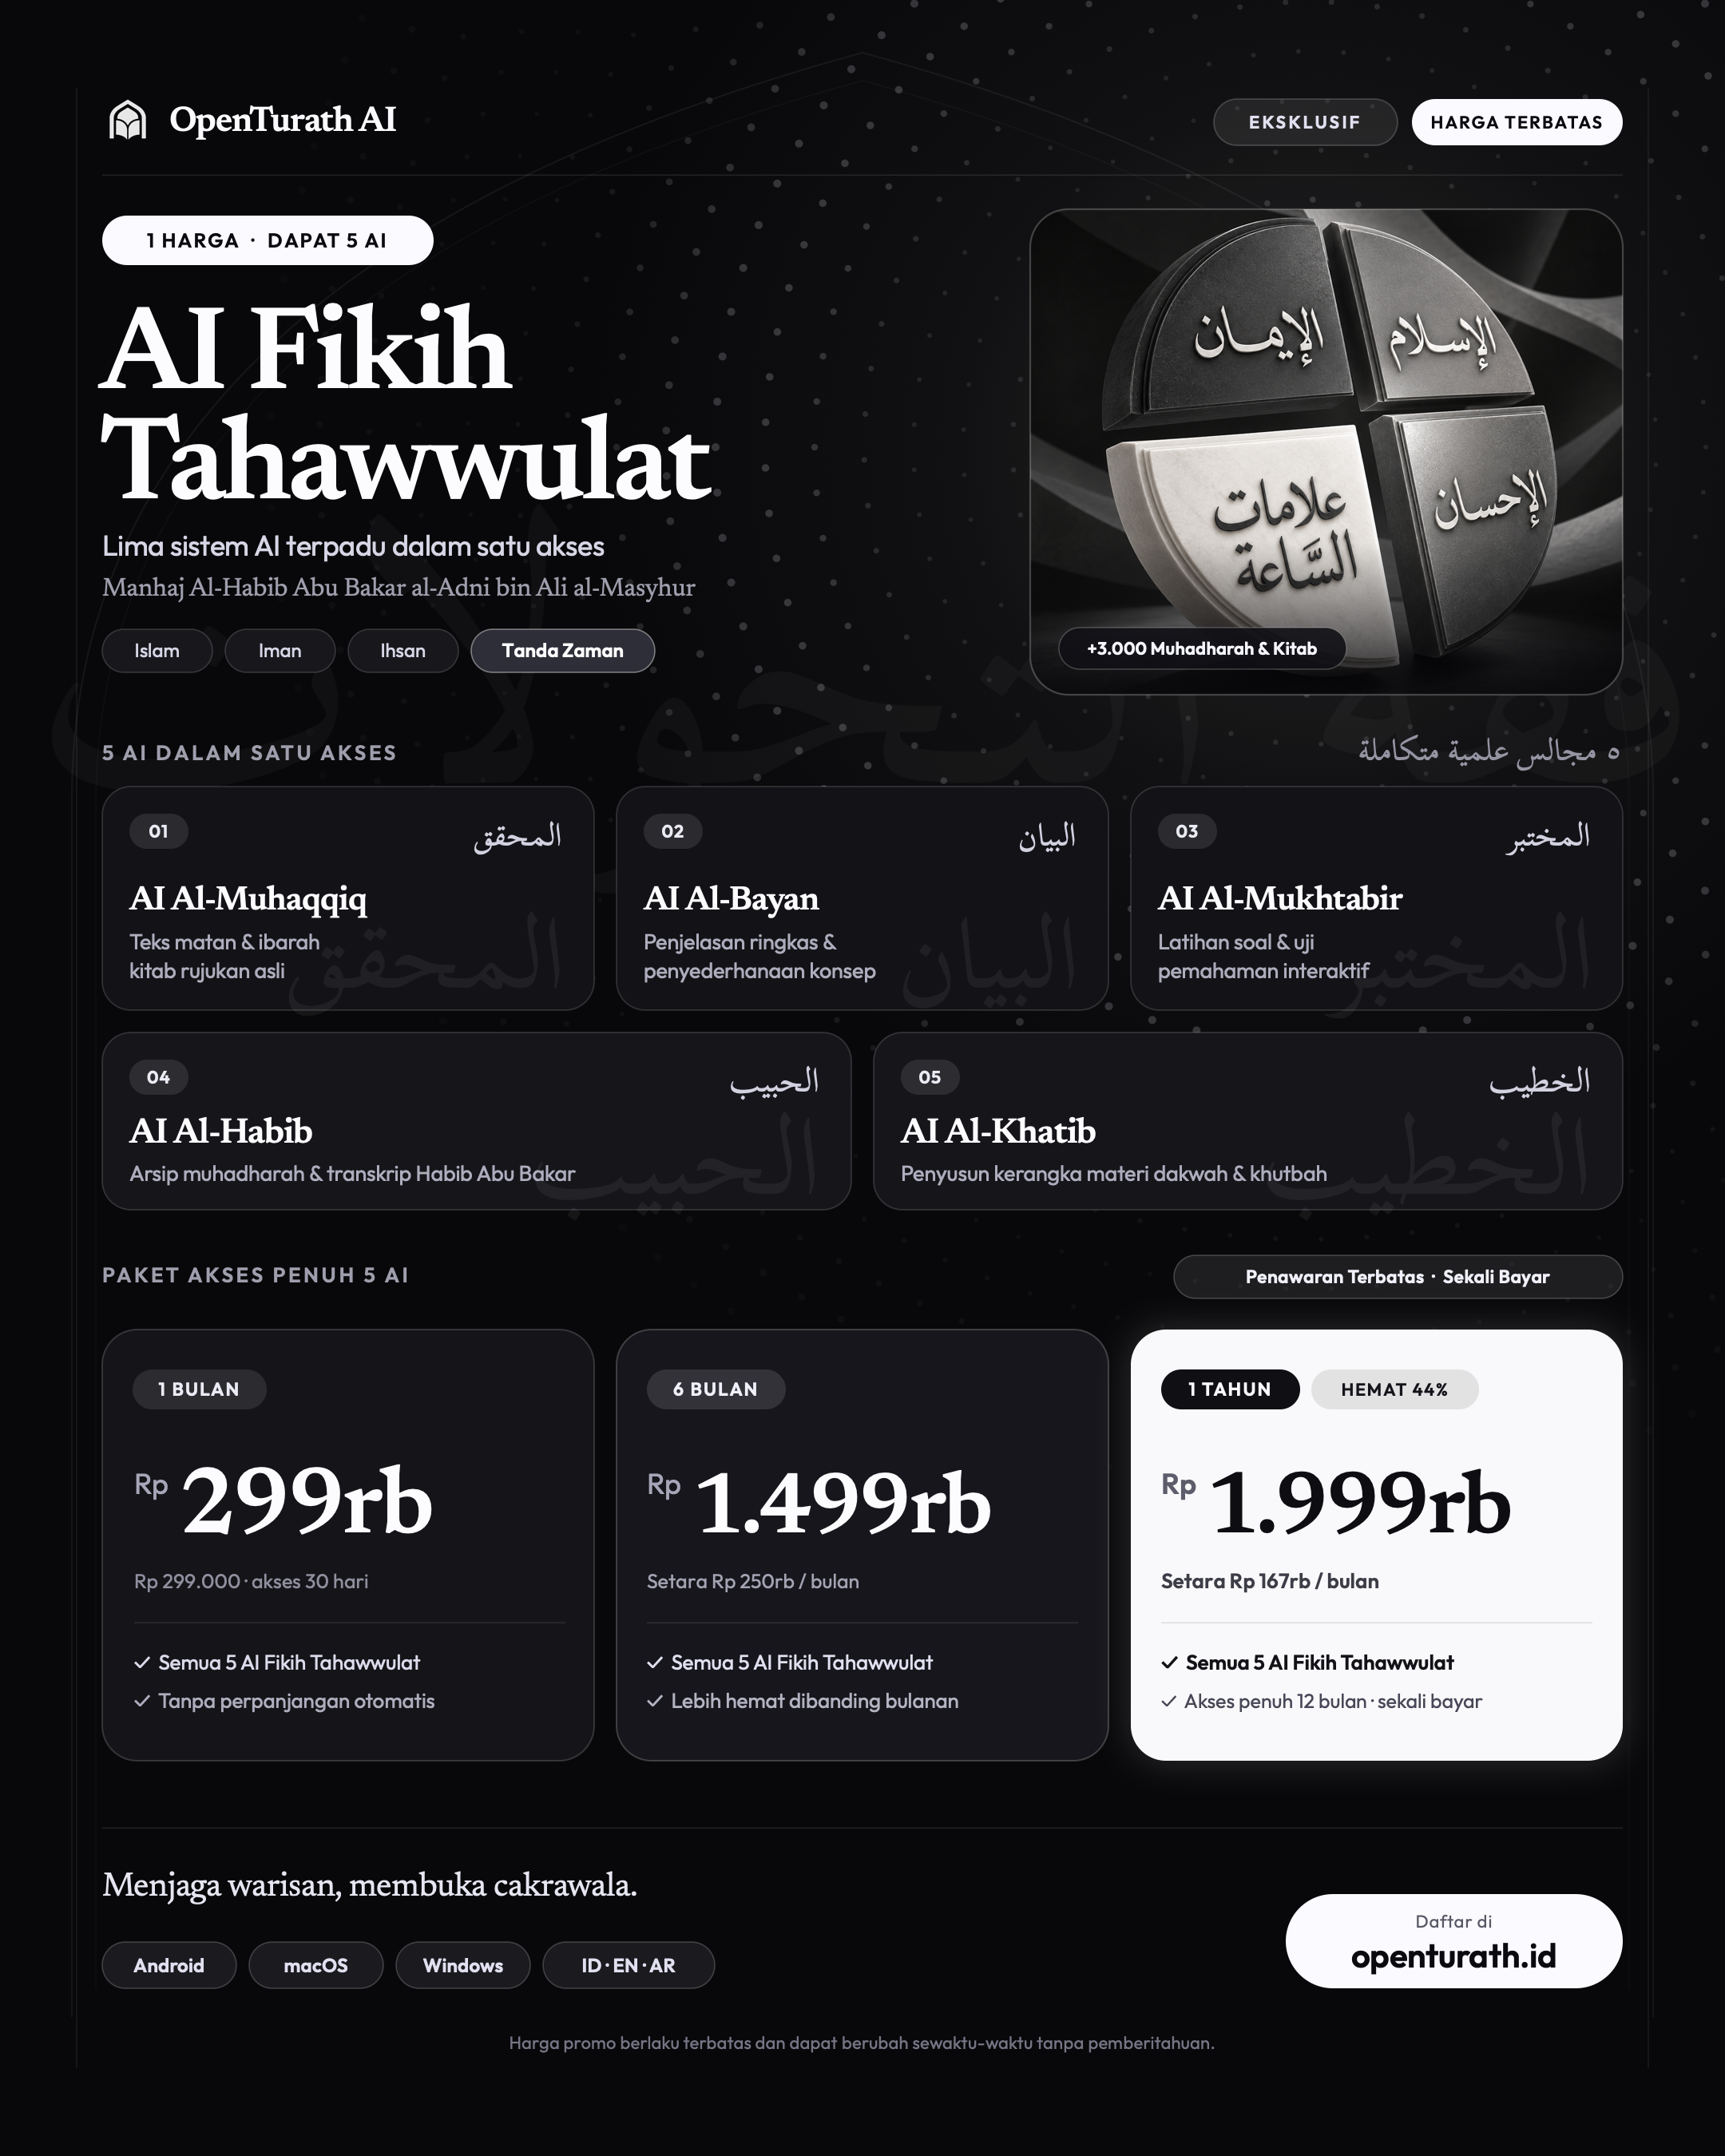 OpenTurath AI
EKSKLUSIF
HARGA TERBATAS
1 HARGA · DAPAT 5 AI
AI Fikih
Tahawwulat
Lima sistem AI terpadu dalam satu akses
Manhaj Al-Habib Abu Bakar al-Adni bin Ali al-Masyhur
Islam
Iman
Ihsan
Tanda Zaman
الإيمان
الإسلام
علامات
السَّاعة
الإحسان
+3.000 Muhadharah & Kitab
فقه التحولات
5 AI DALAM SATU AKSES
٥ مجالس علمية متكاملة
01
المحقق
AI Al-Muhaqqiq
Teks matan & ibarah
kitab rujukan asli
المحقق
02
البيان
AI Al-Bayan
Penjelasan ringkas &
penyederhanaan konsep
البيان
03
المختبر
AI Al-Mukhtabir
Latihan soal & uji
pemahaman interaktif
المختبر
04
الحبيب
AI Al-Habib
Arsip muhadharah & transkrip Habib Abu Bakar
الحبيب
05
الخطيب
AI Al-Khatib
Penyusun kerangka materi dakwah & khutbah
الخطيب
PAKET AKSES PENUH 5 AI
Penawaran Terbatas · Sekali Bayar
1 BULAN
Rp 299rb
Rp 299.000 · akses 30 hari
✓ Semua 5 AI Fikih Tahawwulat
✓ Tanpa perpanjangan otomatis
6 BULAN
Rp 1.499rb
Setara Rp 250rb / bulan
✓ Semua 5 AI Fikih Tahawwulat
✓ Lebih hemat dibanding bulanan
1 TAHUN
HEMAT 44%
Rp 1.999rb
Setara Rp 167rb / bulan
✓ Semua 5 AI Fikih Tahawwulat
✓ Akses penuh 12 bulan · sekali bayar
Menjaga warisan, membuka cakrawala.
Android
macOS
Windows
ID · EN · AR
Daftar di
openturath.id
Harga promo berlaku terbatas dan dapat berubah sewaktu-waktu tanpa pemberitahuan.